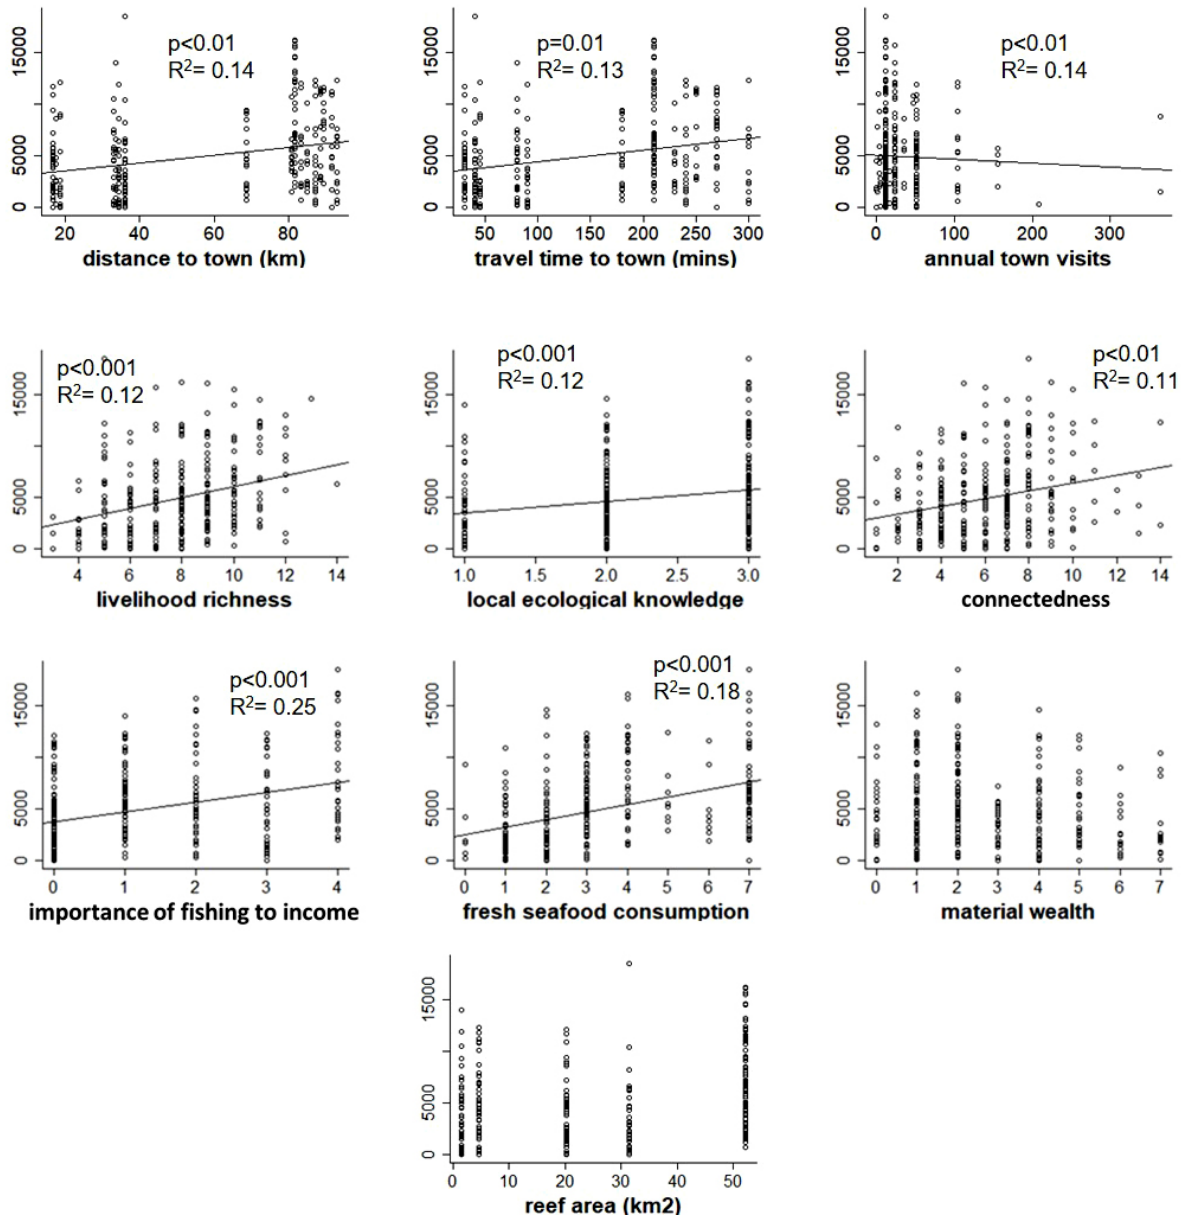 15000
5000
0
p<0.01
R²= 0.14
20 40 60 80
distance to town (km)
15000
5000
0
p=0.01
R²= 0.13
50 100 150 200 250 300
travel time to town (mins)
15000
5000
0
p<0.01
R²= 0.14
0 100 200 300
annual town visits
15000
5000
0
p<0.001
R²= 0.12
4 6 8 10 12 14
livelihood richness
15000
5000
0
p<0.001
R²= 0.12
1.0 1.5 2.0 2.5 3.0
local ecological knowledge
15000
5000
0
p<0.01
R²= 0.11
2 4 6 8 10 12 14
connectedness
15000
5000
0
p<0.001
R²= 0.25
0 1 2 3 4
importance of fishing to income
15000
5000
0
p<0.001
R²= 0.18
0 1 2 3 4 5 6 7
fresh seafood consumption
15000
5000
0
0 1 2 3 4 5 6 7
material wealth
15000
5000
0
0 10 20 30 40 50
reef area (km2)